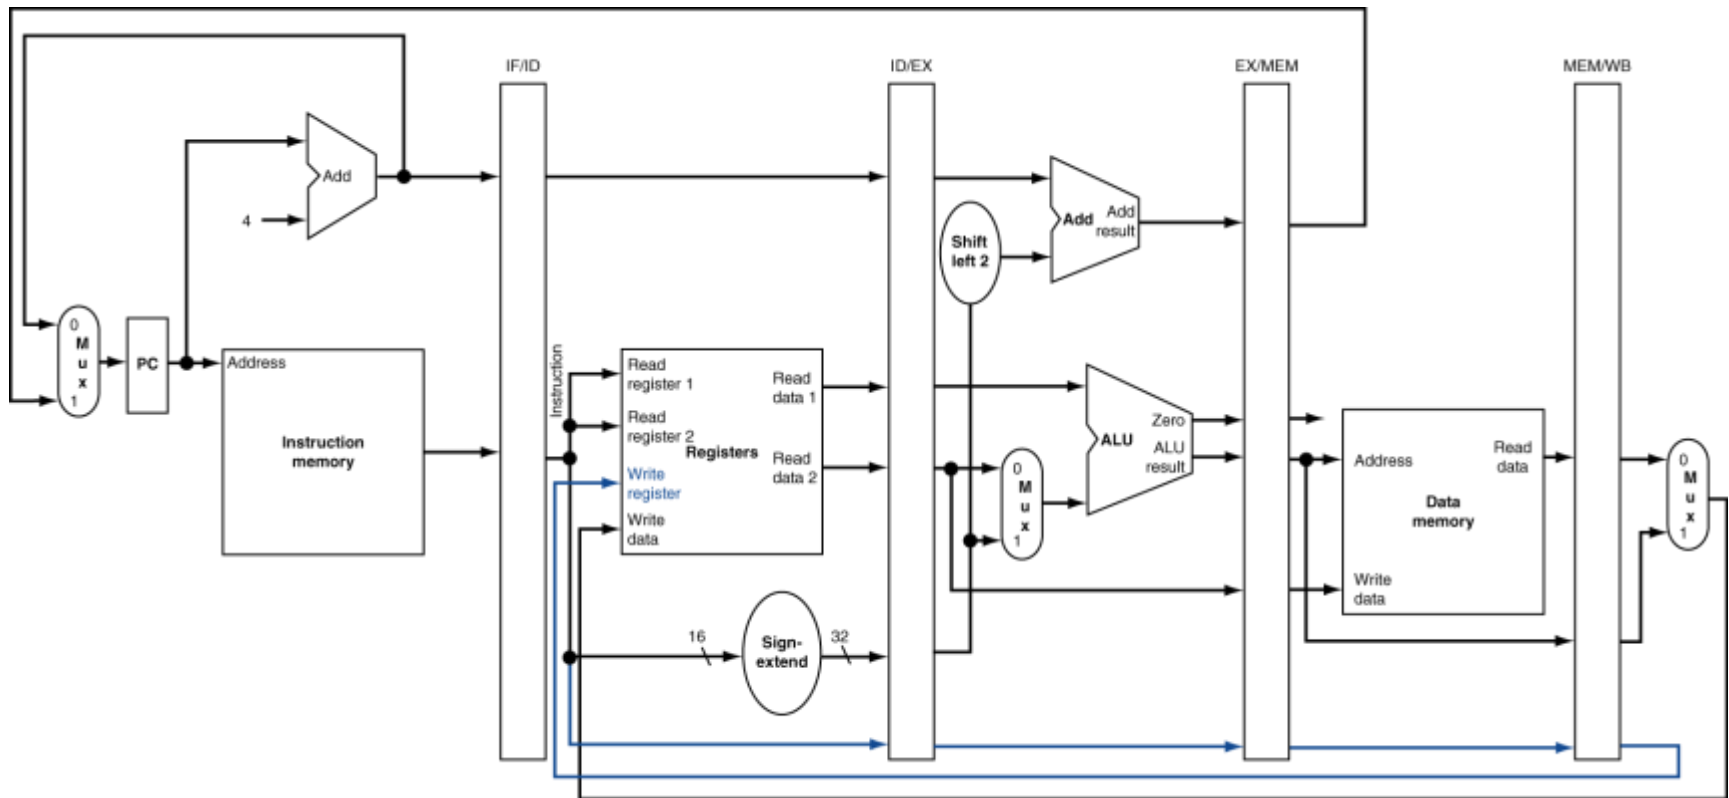 IF/ID
ID/EX
EX/MEM
MEM/WB
Add
4
Add
Add
result
Shift
left 2
0
M
u
x
1
PC
Address
Instruction
memory
Instruction
Read
register 1
Read
register 2
Write
register
Write
data
Registers
Read
data 1
Read
data 2
16
Sign-
extend
32
0
M
u
x
1
ALU
Zero
ALU
result
Address
Read
data
Data
memory
Write
data
0
M
u
x
1